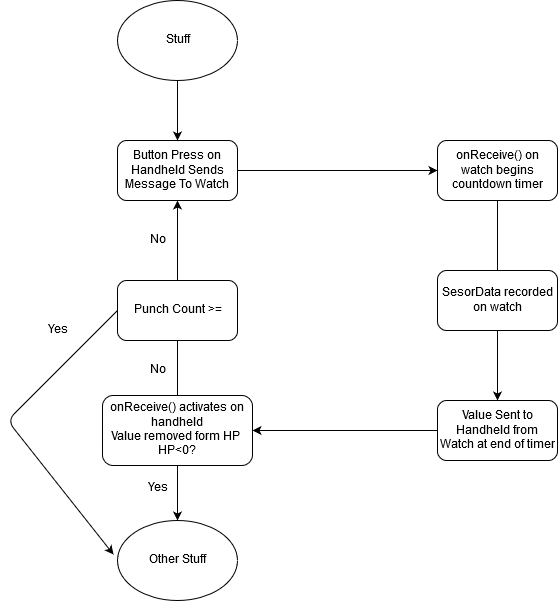 Stuff
Button Press on
Handheld Sends
Message To Watch
onReceive() on
watch begins
countdown timer
No
SesorData recorded
on watch
Punch Count >=
Yes
No
onReceive() activates on
handheld
Value removed form HP
HP<0?
Value Sent to
Handheld from
Watch at end of timer
Yes
Other Stuff